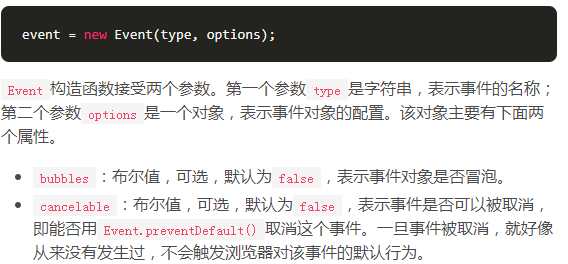 event = new Event(type, options);
Event 构造函数接受两个参数。第一个参数 type 是字符串，表示事件的名称；
第二个参数 options 是一个对象，表示事件对象的配置。该对象主要有下面两
个属性。
• bubbles ：布尔值，可选，默认为 false ，表示事件对象是否冒泡。
• cancelable ：布尔值，可选，默认为 false ，表示事件是否可以被取消，
即能否用 Event.preventDefault() 取消这个事件。一旦事件被取消，就好像
从来没有发生过，不会触发浏览器对该事件的默认行为。